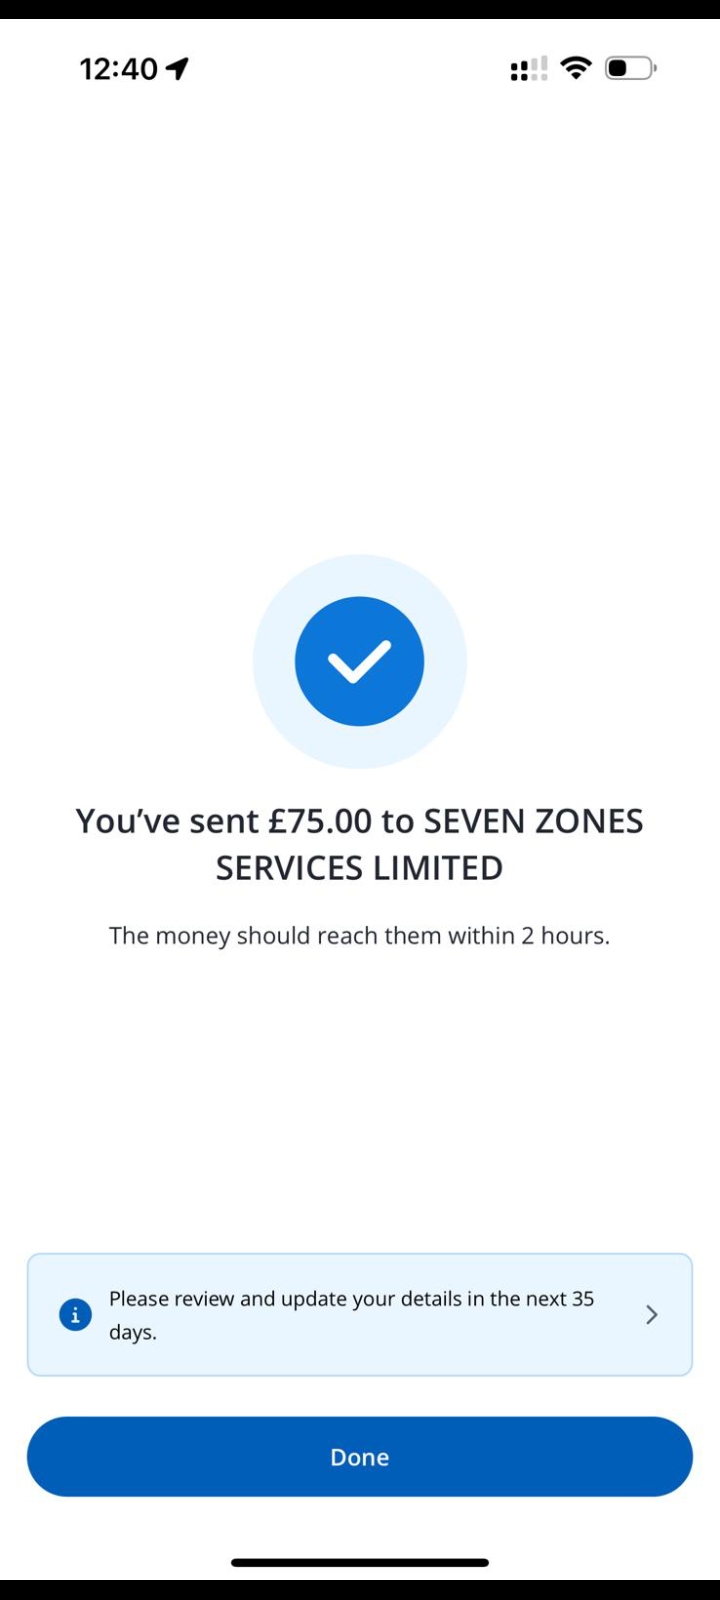 12:40
You’ve sent £75.00 to SEVEN ZONES
SERVICES LIMITED
The money should reach them within 2 hours.
Please review and update your details in the next 35
days.
Done